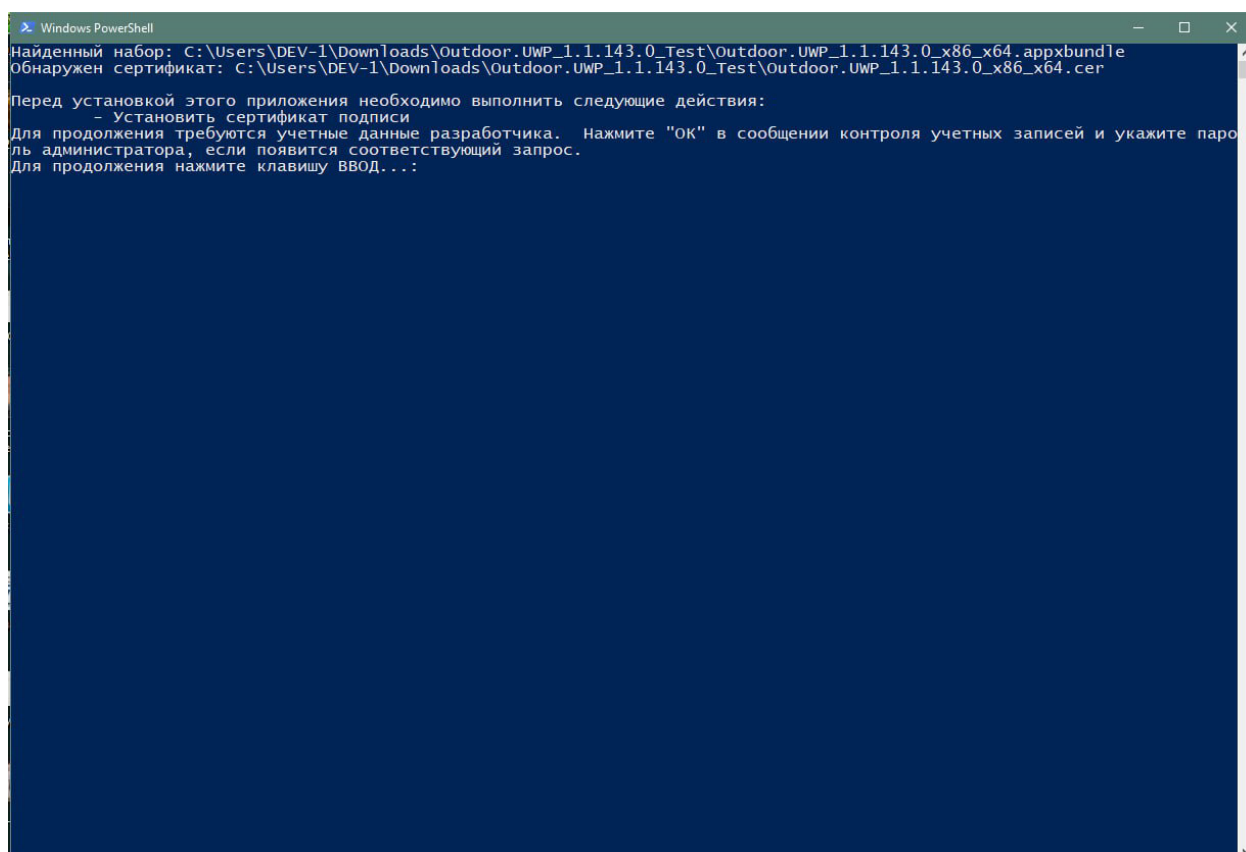 Windows PowerShell
Найденный набор: C:\Users\DEV-1\Downloads\Outdoor.UWP_1.1.143.0_Test\Outdoor.UWP_1.1.143.0_x86_x64.appxbundle
Обнаружен сертификат: C:\Users\DEV-1\Downloads\Outdoor.UWP_1.1.143.0_Test\Outdoor.UWP_1.1.143.0_x86_x64.cer
Перед установкой этого приложения необходимо выполнить следующие действия:
- Установить сертификат подписи
Для продолжения требуются учетные данные разработчика.  Нажмите "ОК" в сообщении контроля учетных записей и укажите паро
ль администратора, если появится соответствующий запрос.
Для продолжения нажмите клавишу ВВОД...: